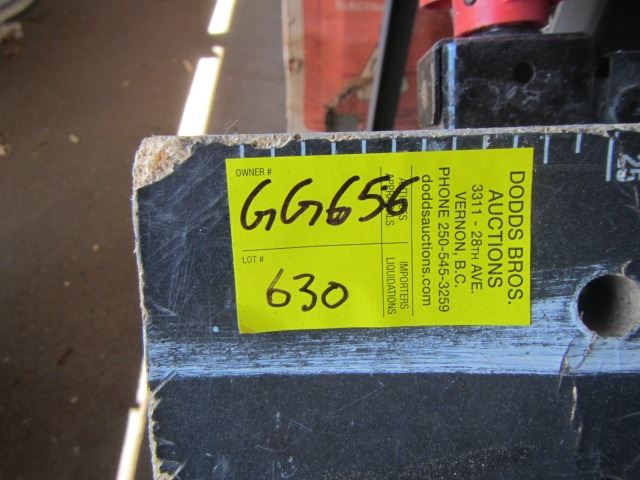 OWNER #
GG656
LOT #
630
DODDS BROS.
AUCTIONS
3311 - 28TH AVE.
VERNON, B.C.
PHONE 250-545-3259
doddsauctions.com
IMPORTERS
LIQUIDATIONS
25